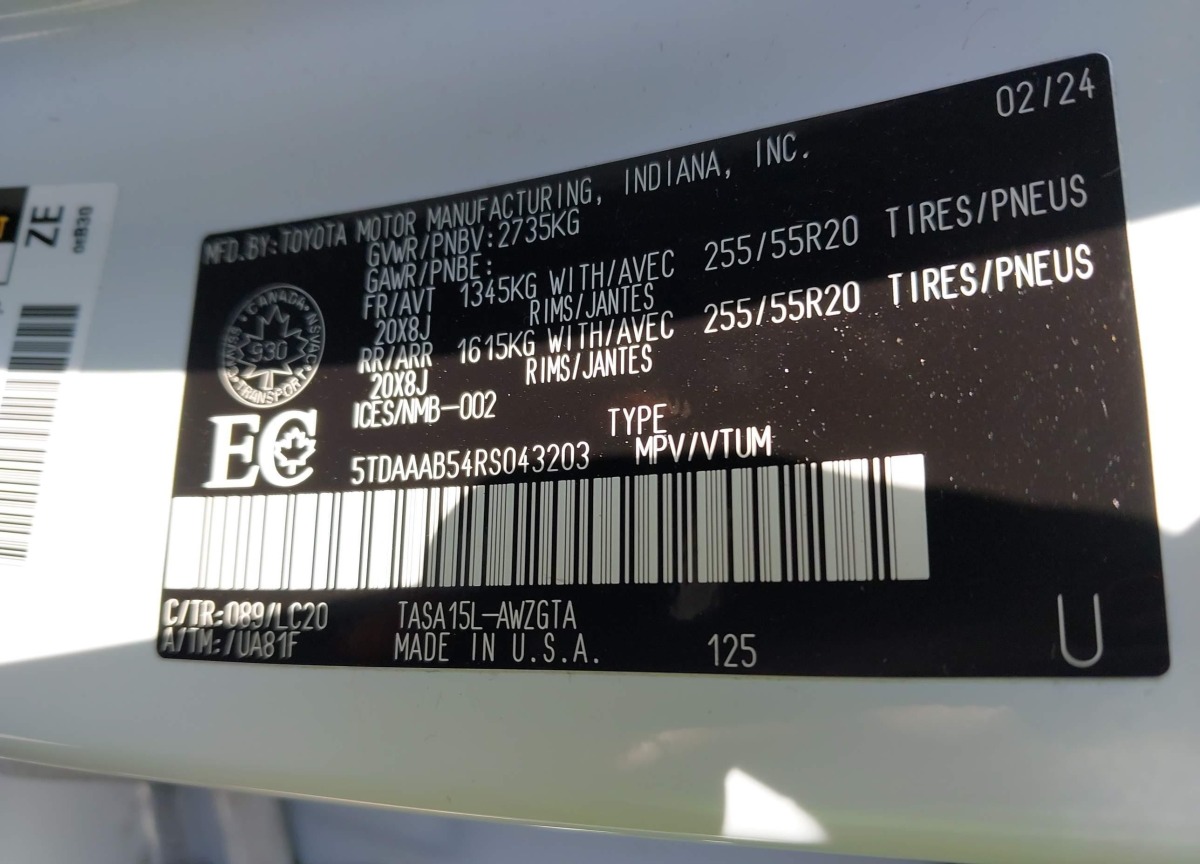 02/24
MFD.BY:TOYOTA MOTOR MANUFACTURING, INDIANA, INC.
GVWR/PNBV:2735KG
GAWR/PNBE:
FR/AVT 1345KG WITH/AVEC 255/55R20 TIRES/PNEUS
20X8J RIMS/JANTES
RR/ARR 1615KG WITH/AVEC 255/55R20 TIRES/PNEUS
20X8J RIMS/JANTES
ICES/NMB-002
TYPE
5TDAAAB54RS043203 MPV/VTUM
CANADA
930
TRANSPORT
EC
C/TR:089/LC20 TASA15L-AWZGTA
A/TM:/UA81F MADE IN U.S.A. 125 U
ZE